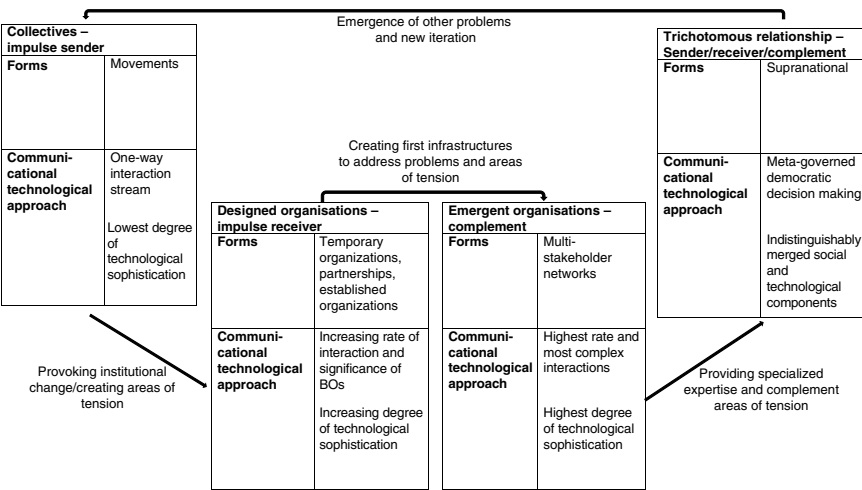 Emergence of other problems
and new iteration
Collectives –
impulse sender
Forms
Movements
Communi-
cational
technological
approach
One-way
interaction
stream
Lowest degree
of
technological
sophistication
Provoking institutional
change/creating areas of
tension
Creating first infrastructures
to address problems and areas
of tension
Designed organisations –
impulse receiver
Forms
Temporary
organizations,
partnerships,
established
organizations
Communi-
cational
technological
approach
Increasing rate of
interaction and
significance of
BOs
Increasing degree
of technological
sophistication
Emergent organisations –
complement
Forms
Multi-
stakeholder
networks
Communi-
cational
technological
approach
Highest rate and
most complex
interactions
Highest degree
of technological
sophistication
Trichotomous relationship –
Sender/receiver/complement
Forms
Supranational
Communi-
cational
technological
approach
Meta-governed
democratic
decision making
Indistinguishably
merged social
and
technological
components
Providing specialized
expertise and complement
areas of tension